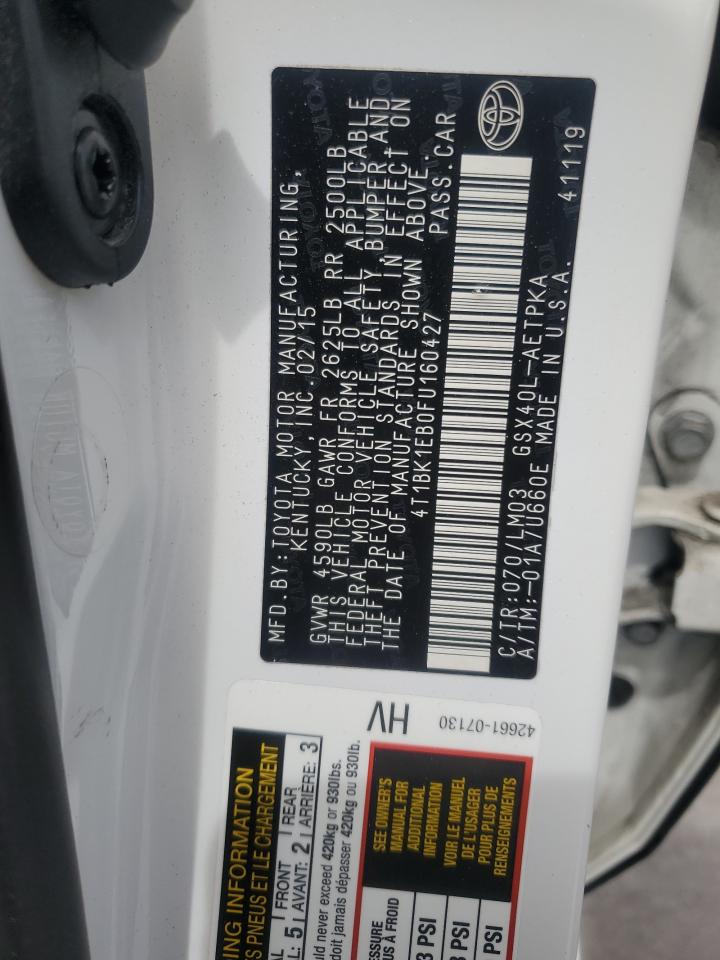 MFD.BY:TOYOTA MOTOR MANUFACTURING,
KENTUCKY, INC.02/15
GVWR 4590LB GAWR FR 2625LB RR 2500LB
THIS VEHICLE CONFORMS TO ALL APPLICABLE
FEDERAL MOTOR VEHICLE SAFETY, BUMPER, AND
THEFT PREVENTION STANDARDS IN EFFECT ON
THE DATE OF MANUFACTURE SHOWN ABOVE.
4T1BK1EB0FU160427 PASS.CAR
C/TR:070/LM03 GSX40L-AETPKA
A/TM:-01A/U660E MADE IN U.S.A. 41119
ING INFORMATION
PNEUS ET LE CHARGEMENT
FRONT REAR
5 AVANT: 2 ARRIÈRE: 3
never exceed 420kg or 930lbs.
doit jamais dépasser 420kg ou 930lb.
HV
42661-07130
SEE OWNER'S
MANUAL FOR
ADDITIONAL
INFORMATION
VOIR LE MANUEL
DE L'USAGER
POUR PLUS DE
RENSEIGNEMENTS
À FROID
PSI
PSI
PSI